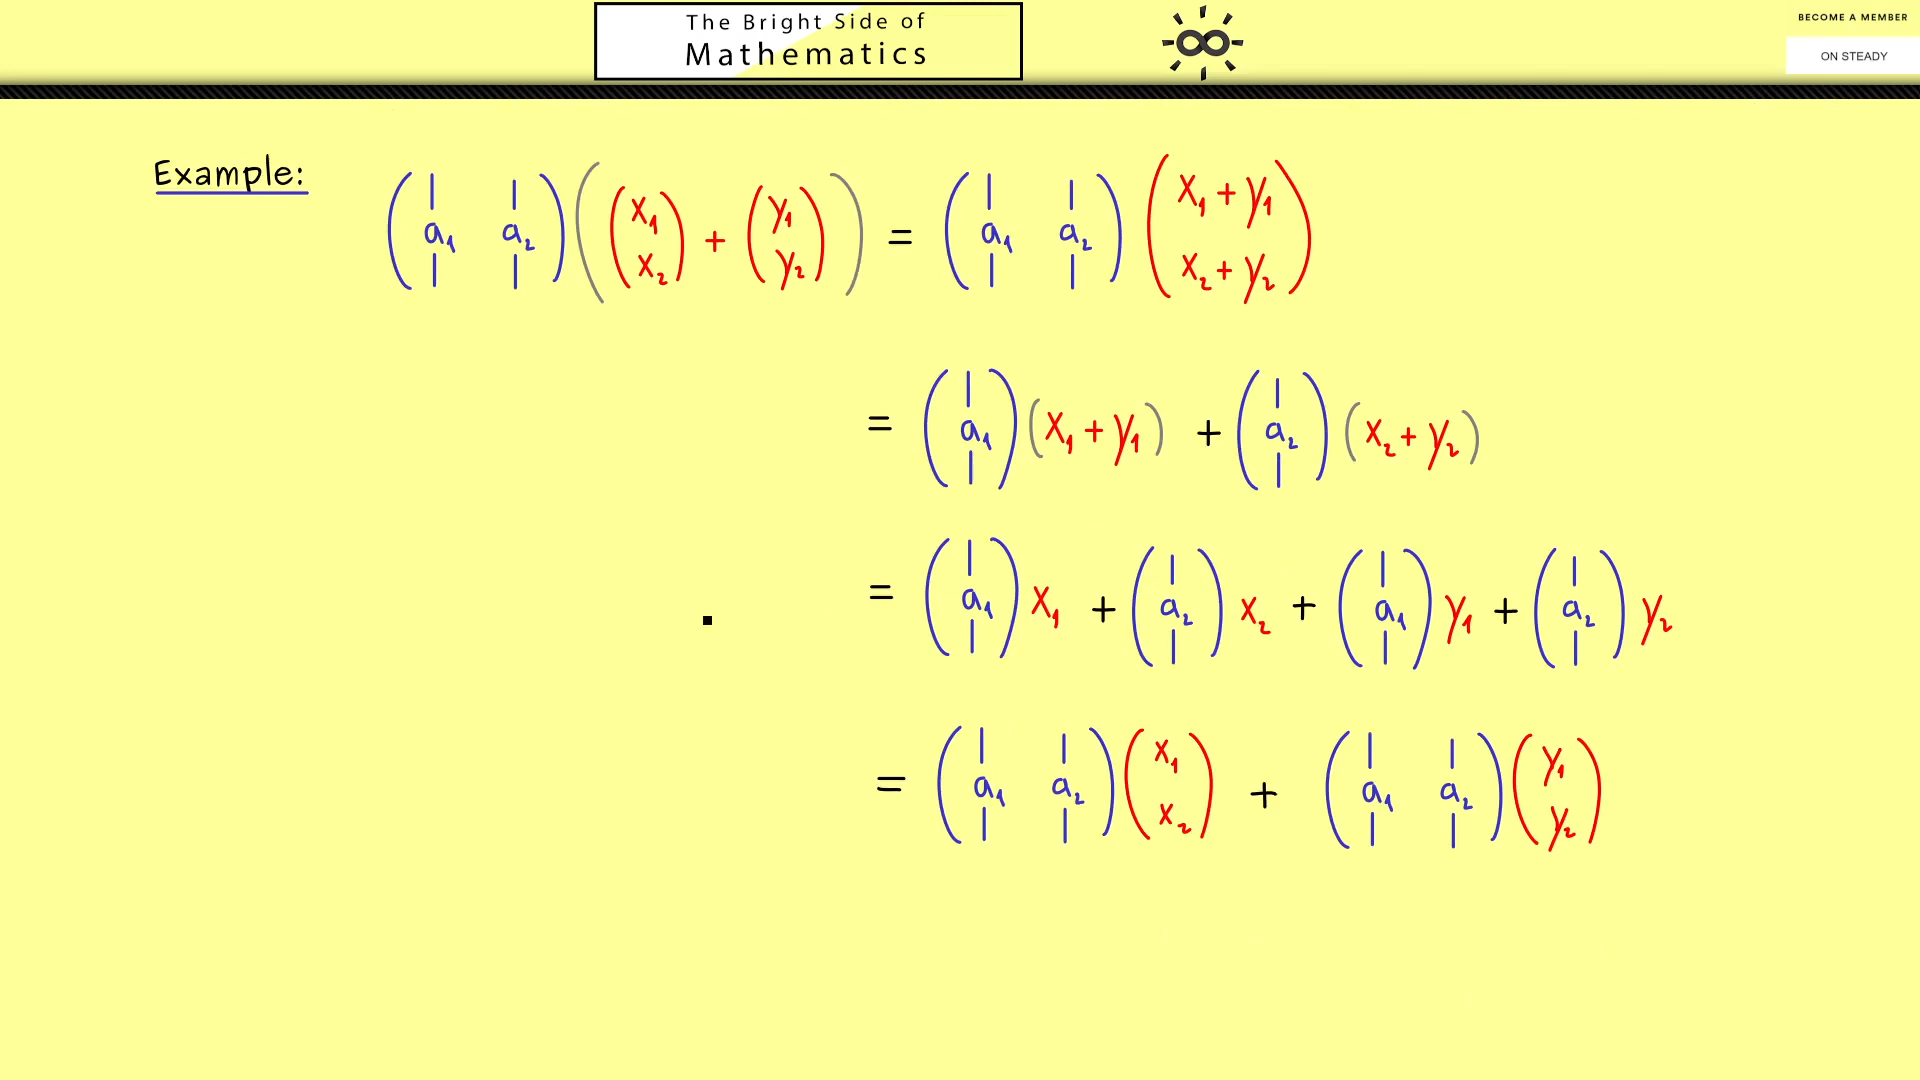 The Bright Side of
Mathematics
BECOME A MEMBER
ON STEADY
Example: ( | a₁ | | a₂ | ) ( ( x₁ x₂ ) + ( y₁ y₂ ) ) = ( | a₁ | | a₂ | ) ( x₁ + y₁ x₂ + y₂ )
= ( | a₁ | ) ( x₁ + y₁ ) + ( | a₂ | ) ( x₂ + y₂ )
= ( | a₁ | ) x₁ + ( | a₂ | ) x₂ + ( | a₁ | ) y₁ + ( | a₂ | ) y₂
= ( | a₁ | | a₂ | ) ( x₁ x₂ ) + ( | a₁ | | a₂ | ) ( y₁ y₂ )